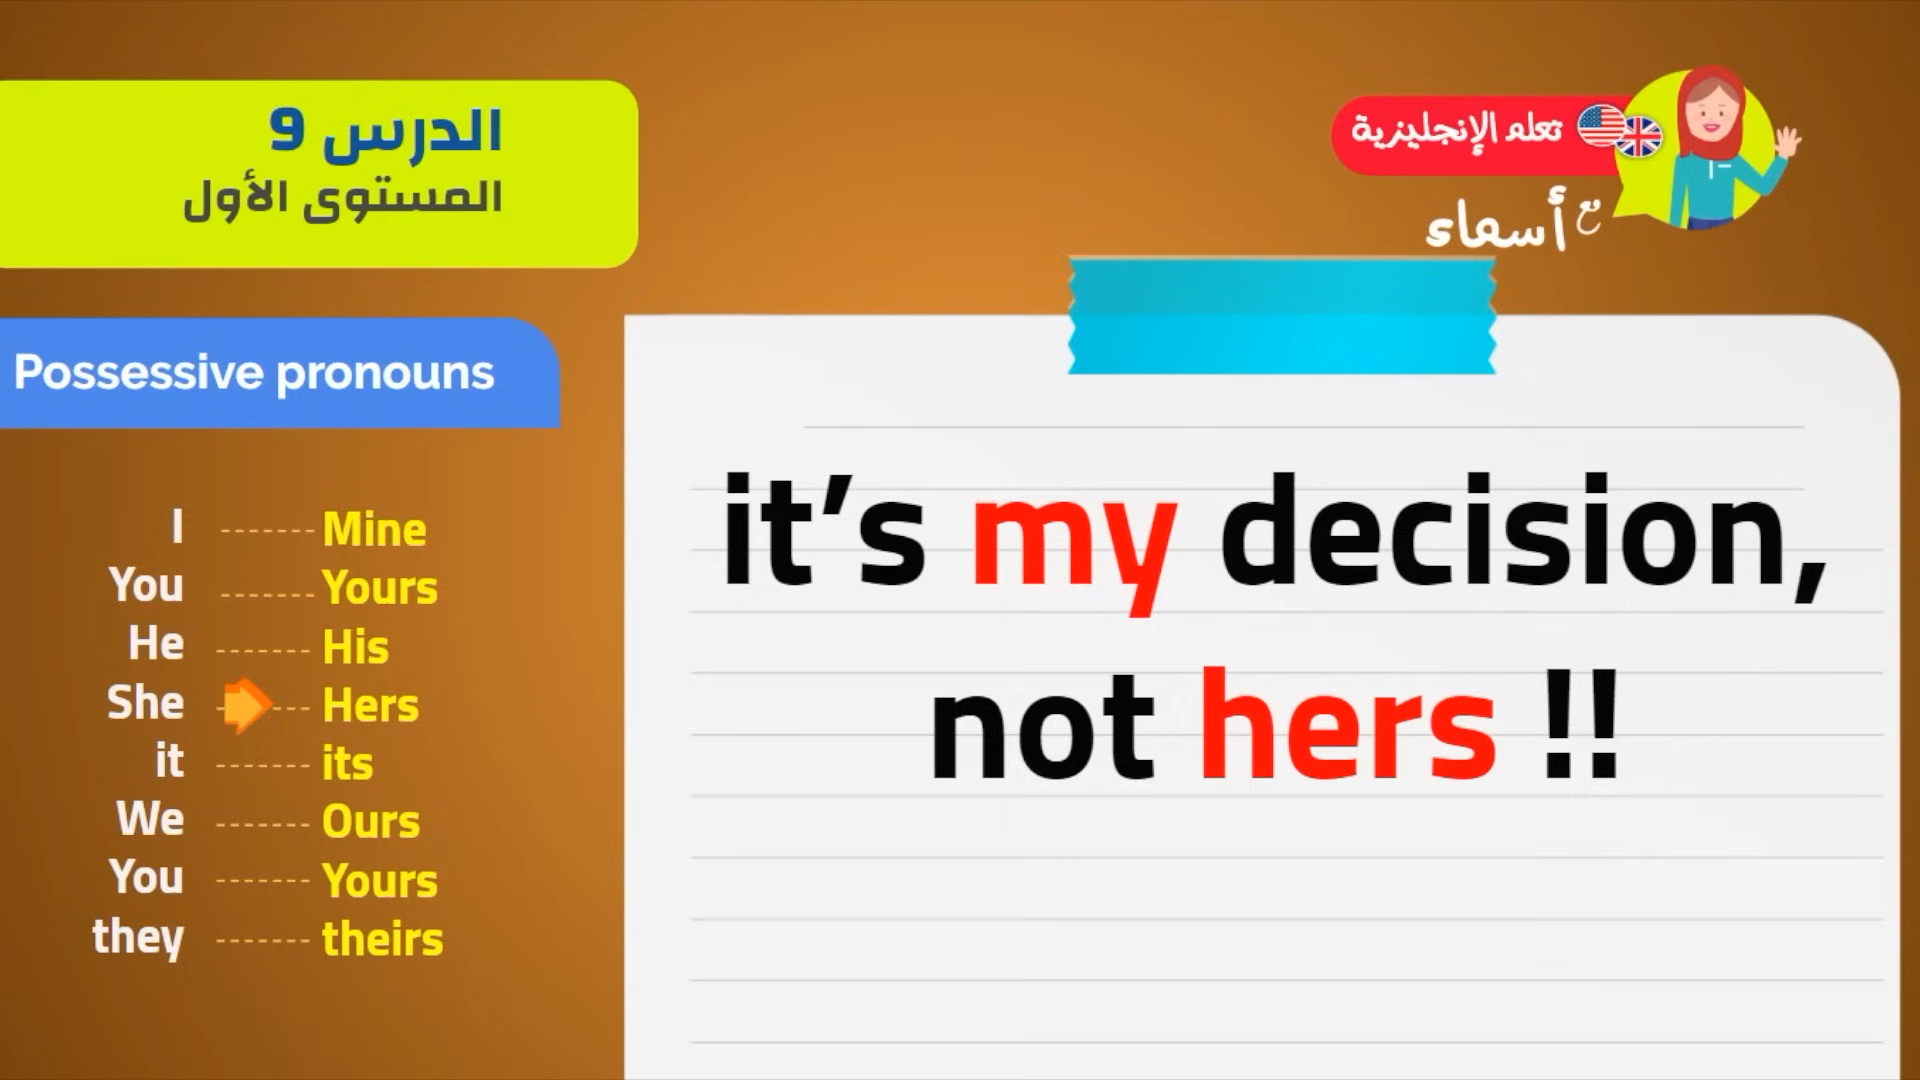 الدرس 9
المستوى الأول
تعلم الإنجليزية
مع أسماء
Possessive pronouns
I ------- Mine
You ------- Yours
He ------- His
She ------- Hers
it ------- its
We ------- Ours
You ------- Yours
they ------- theirs
it’s my decision,
not hers !!